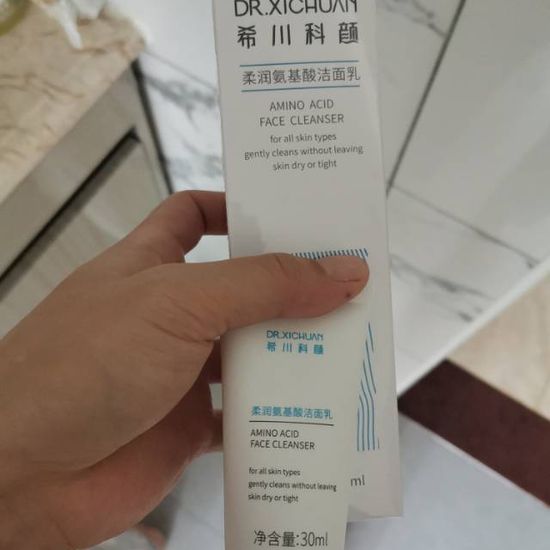 DR.XICHUAN
希川科颜
柔润氨基酸洁面乳
AMINO ACID
FACE CLEANSER
for all skin types
gently cleans without leaving
skin dry or tight
DR.XICHUAN
希川科颜
柔润氨基酸洁面乳
AMINO ACID
FACE CLEANSER
for all skin types
gently cleans without leaving
skin dry or tight
ml
净含量:30ml